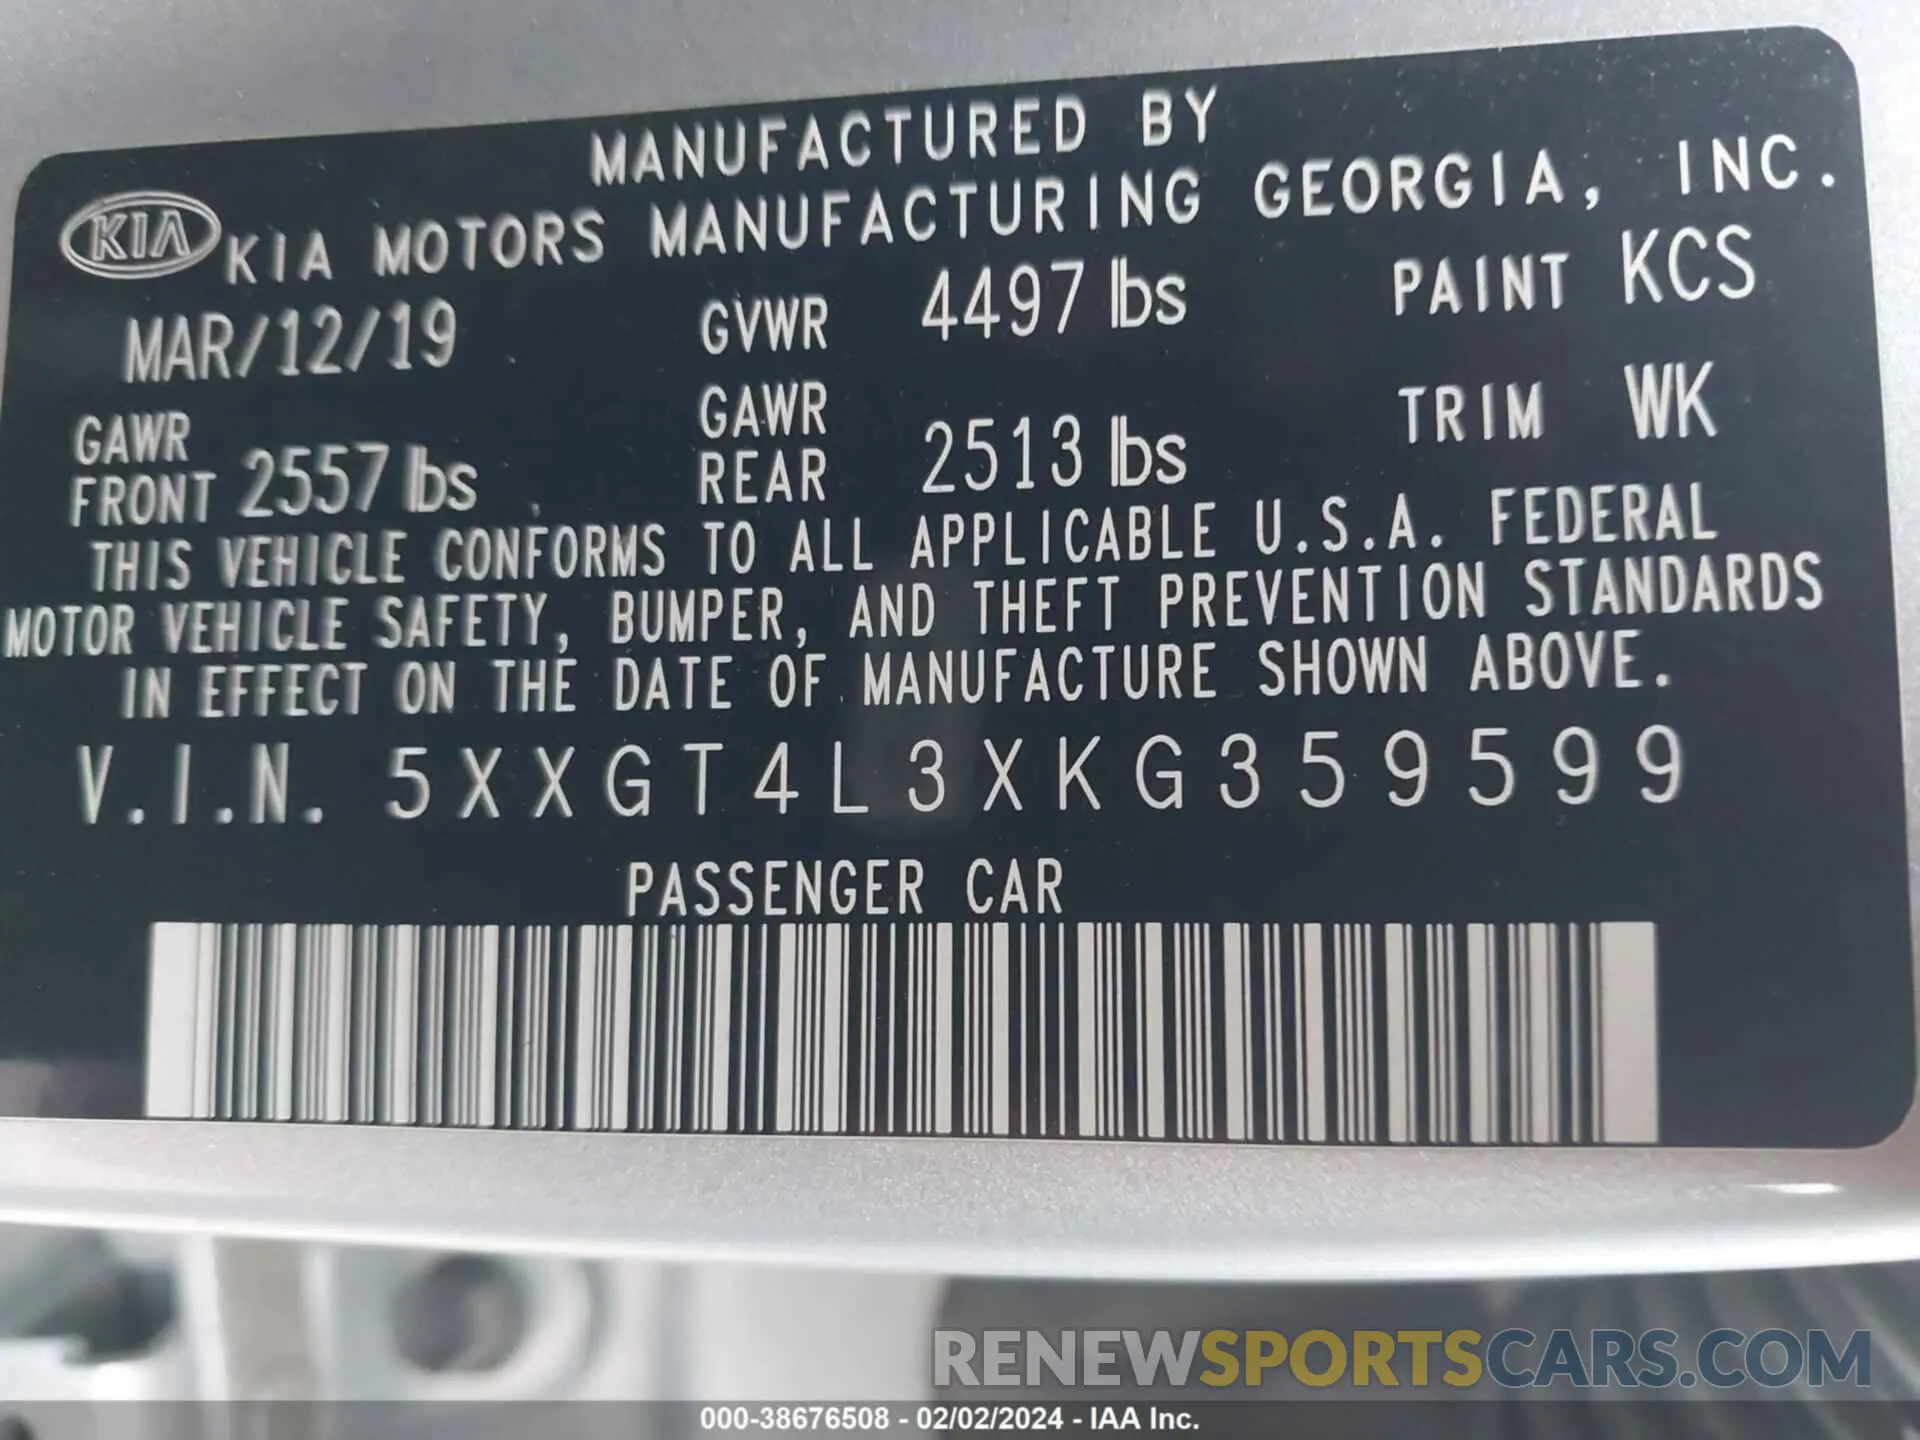 MANUFACTURED BY
KIA KIA MOTORS MANUFACTURING GEORGIA, INC.
MAR/12/19 GVWR 4497 lbs PAINT KCS
GAWR FRONT 2557 lbs GAWR REAR 2513 lbs TRIM WK
THIS VEHICLE CONFORMS TO ALL APPLICABLE U.S.A. FEDERAL
MOTOR VEHICLE SAFETY, BUMPER, AND THEFT PREVENTION STANDARDS
IN EFFECT ON THE DATE OF MANUFACTURE SHOWN ABOVE.
V.I.N. 5XXGT4L3XKG359599
PASSENGER CAR
RENEWSPORTSCARS.COM
000-38676508 - 02/02/2024 - IAA Inc.